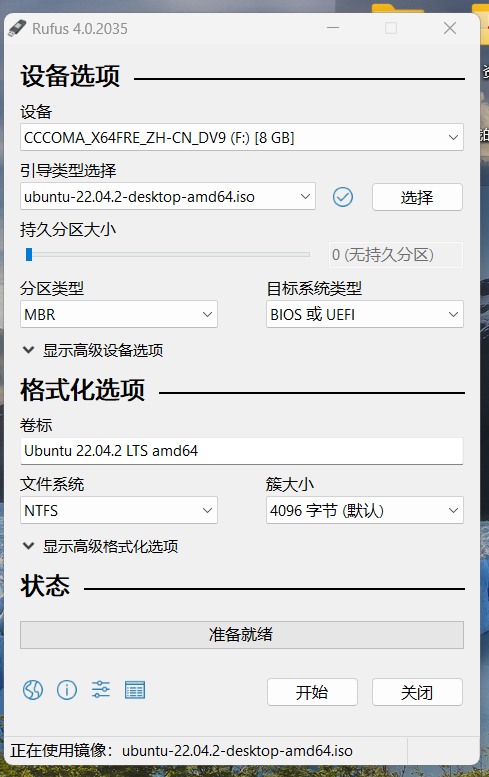 Rufus 4.0.2035
设备选项
设备
CCCOMA_X64FRE_ZH-CN_DV9 (F:) [8 GB]
引导类型选择
ubuntu-22.04.2-desktop-amd64.iso
选择
持久分区大小
0 (无持久分区)
分区类型
目标系统类型
MBR
BIOS 或 UEFI
显示高级设备选项
格式化选项
卷标
Ubuntu 22.04.2 LTS amd64
文件系统
簇大小
NTFS
4096 字节 (默认)
显示高级格式化选项
状态
准备就绪
开始
关闭
正在使用镜像：ubuntu-22.04.2-desktop-amd64.iso